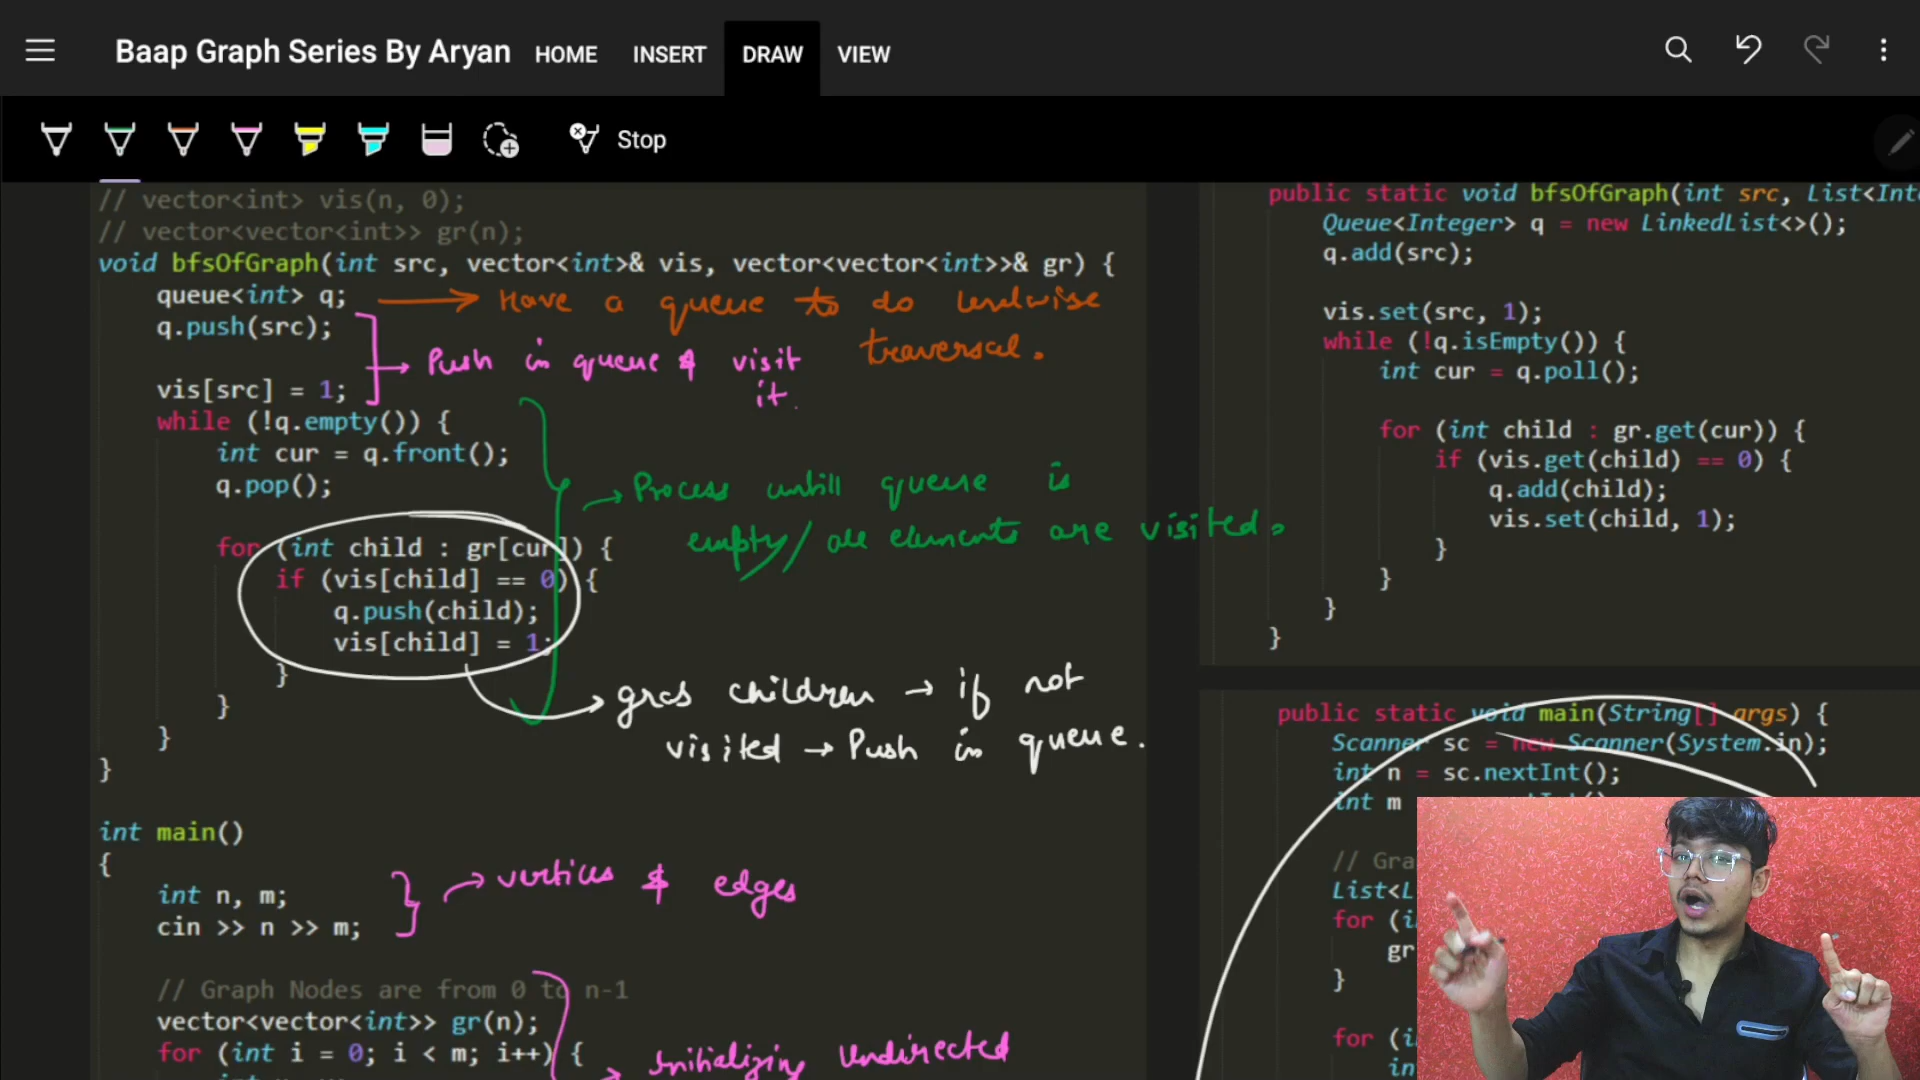 Baap Graph Series By Aryan HOME INSERT DRAW VIEW
Stop
// vector<int> vis(n, 0);
// vector<vector<int>> gr(n);
void bfsOfGraph(int src, vector<int>& vis, vector<vector<int>>& gr) {
queue<int> q;
Have a queue to do
traversal.
q.push(src);
Push in queue & visit
it.
vis[src] = 1;
while (!q.empty()) {
int cur = q.front();
q.pop();
Process untill queue is
empty/ all elements are visited.
for (int child : gr[cur]) {
if (vis[child] == 0) {
q.push(child);
vis[child] = 1;
}
}
}
}
children → if not
visited → Push in queue.
int main()
{
int n, m;
cin >> n >> m;
vertices & edges
// Graph Nodes are from 0 to n-1
vector<vector<int>> gr(n);
for (int i = 0; i < m; i++) {
Initializing Undirected
public static void bfsOfGraph(int src, List<Inte
Queue<Integer> q = new LinkedList<>();
q.add(src);
vis.set(src, 1);
while (!q.isEmpty()) {
int cur = q.poll();
for (int child : gr.get(cur)) {
if (vis.get(child) == 0) {
q.add(child);
vis.set(child, 1);
}
}
}
}
public static void main(String[] args) {
Scanner sc = new Scanner(System.in);
int n = sc.nextInt();
int m
// Gra
List<L
for (i
gr
}
for (i
in